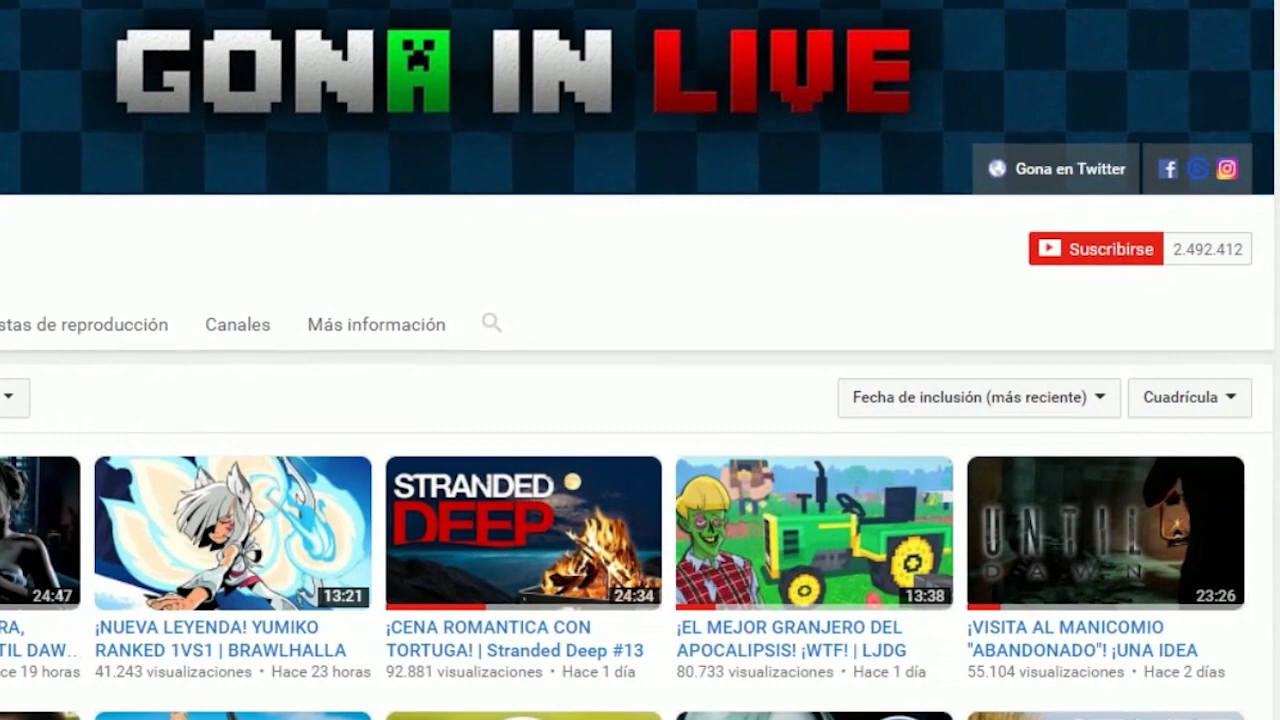 GONA IN LIVE
Gona en Twitter
Suscribirse 2.492.412
stas de reproducción Canales Más información
Fecha de inclusión (más reciente) Cuadrícula
STRANDED
DEEP
UNTIL
DAWN
24:47 13:21 24:34 13:38 23:26
RA,
TIL DAW...
ce 19 horas
¡NUEVA LEYENDA! YUMIKO
RANKED 1VS1 | BRAWLHALLA
41.243 visualizaciones • Hace 23 horas
¡CENA ROMANTICA CON
TORTUGA! | Stranded Deep #13
92.881 visualizaciones • Hace 1 día
¡EL MEJOR GRANJERO DEL
APOCALIPSIS! ¡WTF! | LJDG
80.733 visualizaciones • Hace 1 día
¡VISITA AL MANICOMIO
"ABANDONADO"! ¡UNA IDEA
55.104 visualizaciones • Hace 2 días